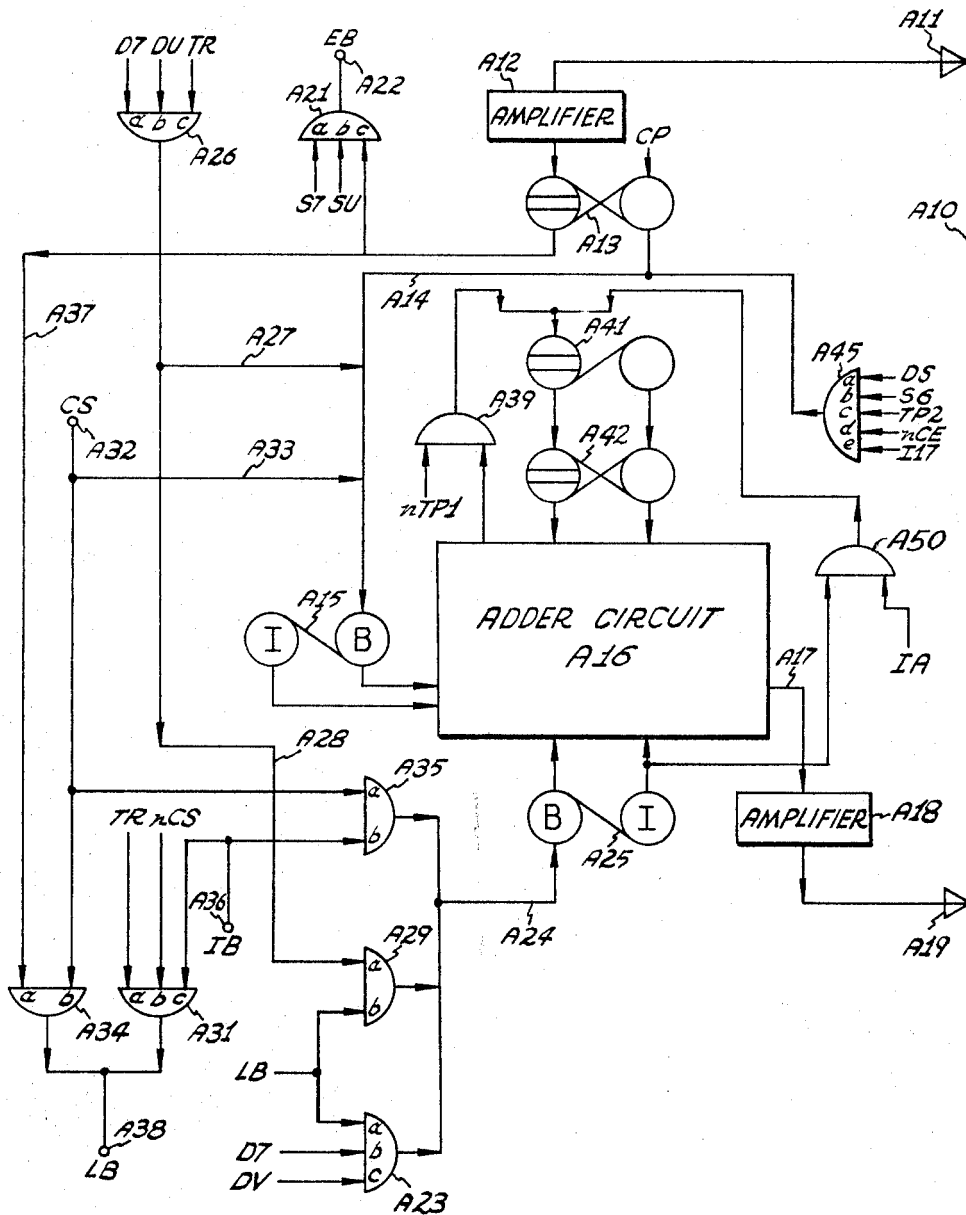 A11
EB
D7 DU TR
A12
A22
A21
AMPLIFIER
a b c
a b c
CP
A26
S7 SU
A13
A10
A14
A37
A27
A41
A45
a DS
b S6
c TP2
d nCE
e I17
CS
A39
A32
A33
A42
nTP1
A50
A15
ADDER CIRCUIT
A16
I B
IA
A17
A28
A35
a
TR nCS
B I
AMPLIFIER
A18
b
A25
A36
IB
A24
A29
A19
a
a b
a b c
b
A34
A31
LB
A38
a
D7
b
LB
DV
c
A23